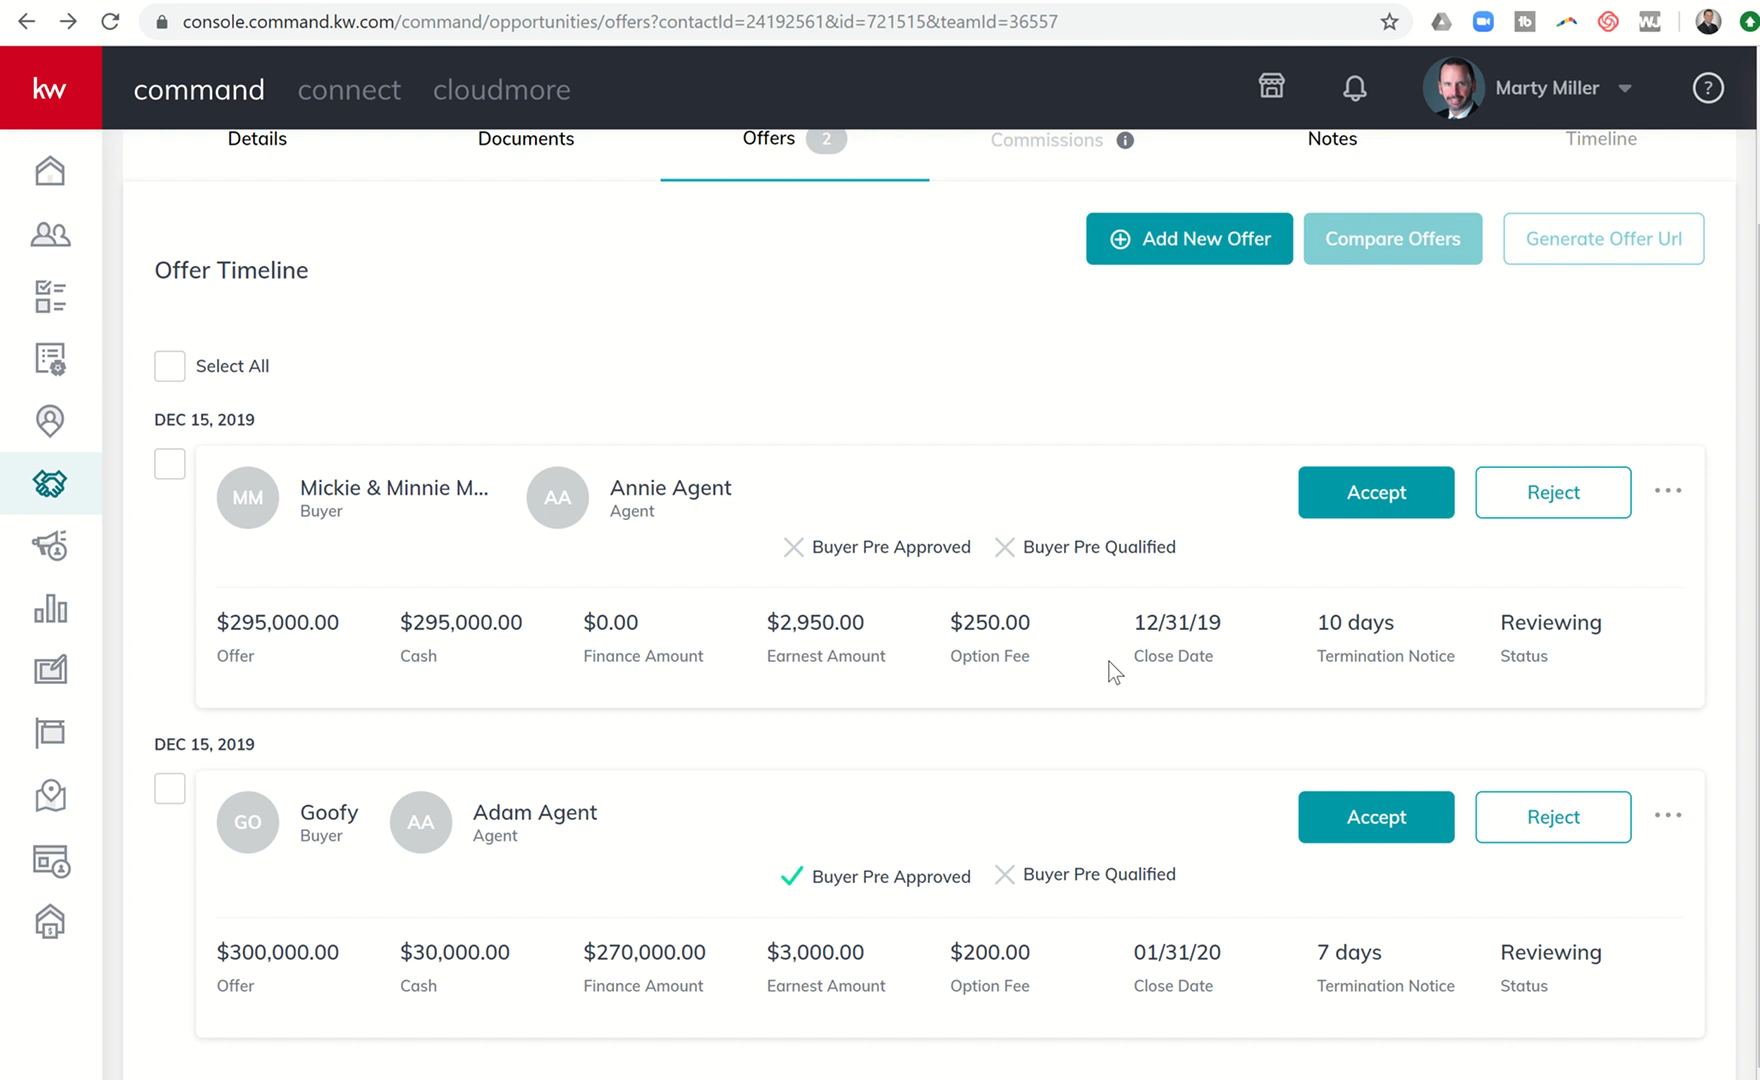 console.command.kw.com/command/opportunities/offers?contactId=24192561&id=721515&teamId=36557
kw command connect cloudmore Marty Miller ?
Details Documents Offers 2 Commissions i Notes Timeline
Add New Offer Compare Offers Generate Offer Url
Offer Timeline
Select All
DEC 15, 2019
MM Mickie & Minnie M... AA Annie Agent Accept Reject ...
Buyer Agent
Buyer Pre Approved Buyer Pre Qualified
$295,000.00 $295,000.00 $0.00 $2,950.00 $250.00 12/31/19 10 days Reviewing
Offer Cash Finance Amount Earnest Amount Option Fee Close Date Termination Notice Status
DEC 15, 2019
GO Goofy AA Adam Agent Accept Reject ...
Buyer Agent
Buyer Pre Approved Buyer Pre Qualified
$300,000.00 $30,000.00 $270,000.00 $3,000.00 $200.00 01/31/20 7 days Reviewing
Offer Cash Finance Amount Earnest Amount Option Fee Close Date Termination Notice Status